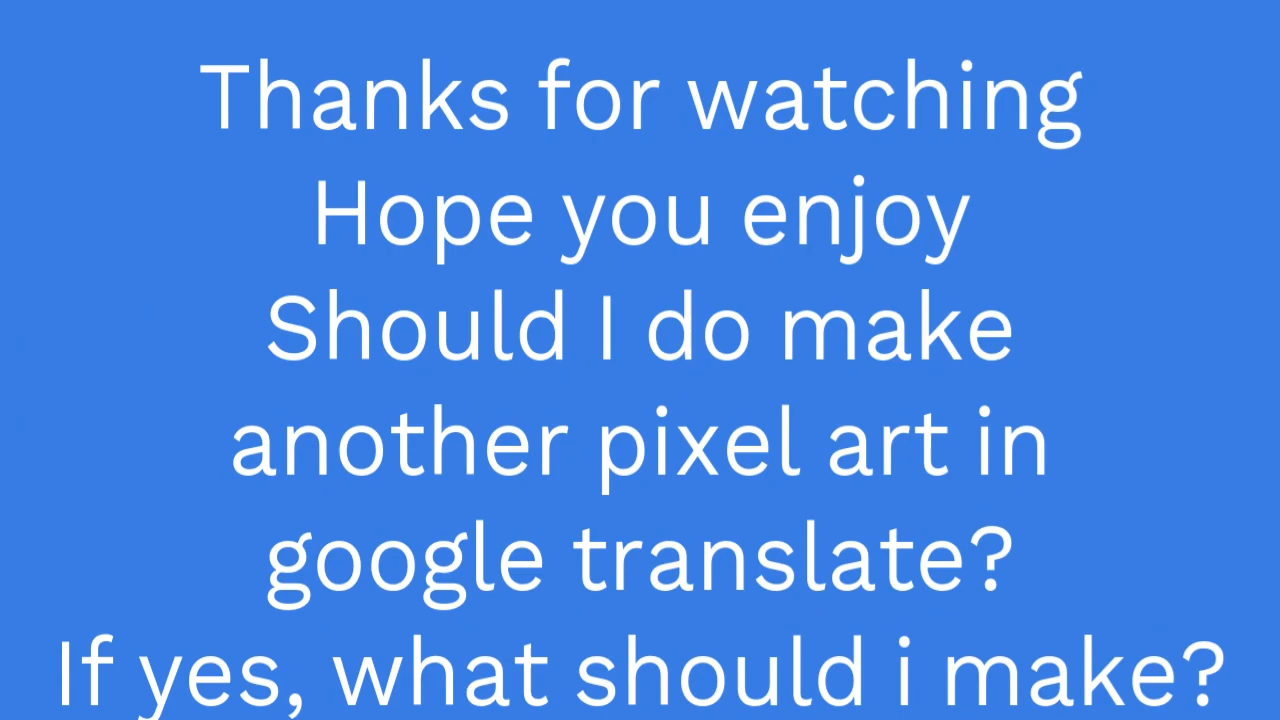 Thanks for watching
Hope you enjoy
Should I do make
another pixel art in
google translate?
If yes, what should i make?